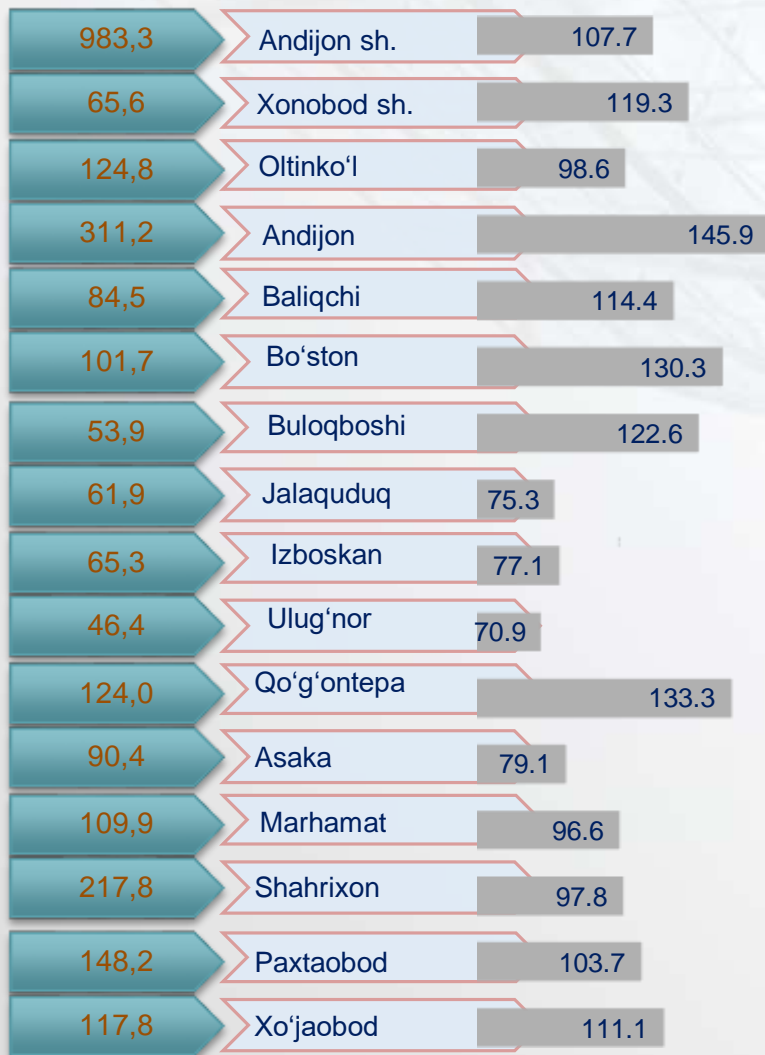 983,3 Andijon sh. 107.7
65,6 Xonobod sh. 119.3
124,8 Oltinko‘l 98.6
311,2 Andijon 145.9
84,5 Baliqchi 114.4
101,7 Bo‘ston 130.3
53,9 Buloqboshi 122.6
61,9 Jalaquduq 75.3
65,3 Izboskan 77.1
46,4 Ulug‘nor 70.9
124,0 Qo‘g‘ontepa 133.3
90,4 Asaka 79.1
109,9 Marhamat 96.6
217,8 Shahrixon 97.8
148,2 Paxtaobod 103.7
117,8 Xo‘jaobod 111.1